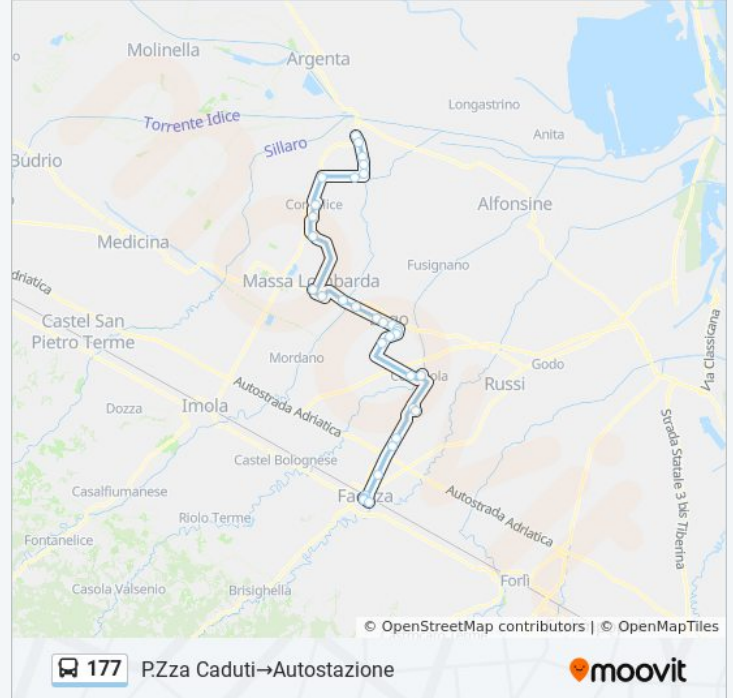 Molinella
Argenta
Longastrino
Torrente Idice
Anita
Sillaro
Budrio
Alfonsine
Medicina
Fusignano
Massa Lombarda
Castel San
Pietro Terme
Mordano
Godo
Russi
Via Classicana
Dozza
Imola
Autostrada Adriatica
Castel Bolognese
Strada Statale 3 bis Tiberina
Casalfiumanese
Riolo Terme
Autostrada Adriatica
Fontanelice
Casola Valsenio
Brisighella
Forlì
© OpenStreetMap contributors | © OpenMapTiles
177 P.Zza Caduti→Autostazione
moovit